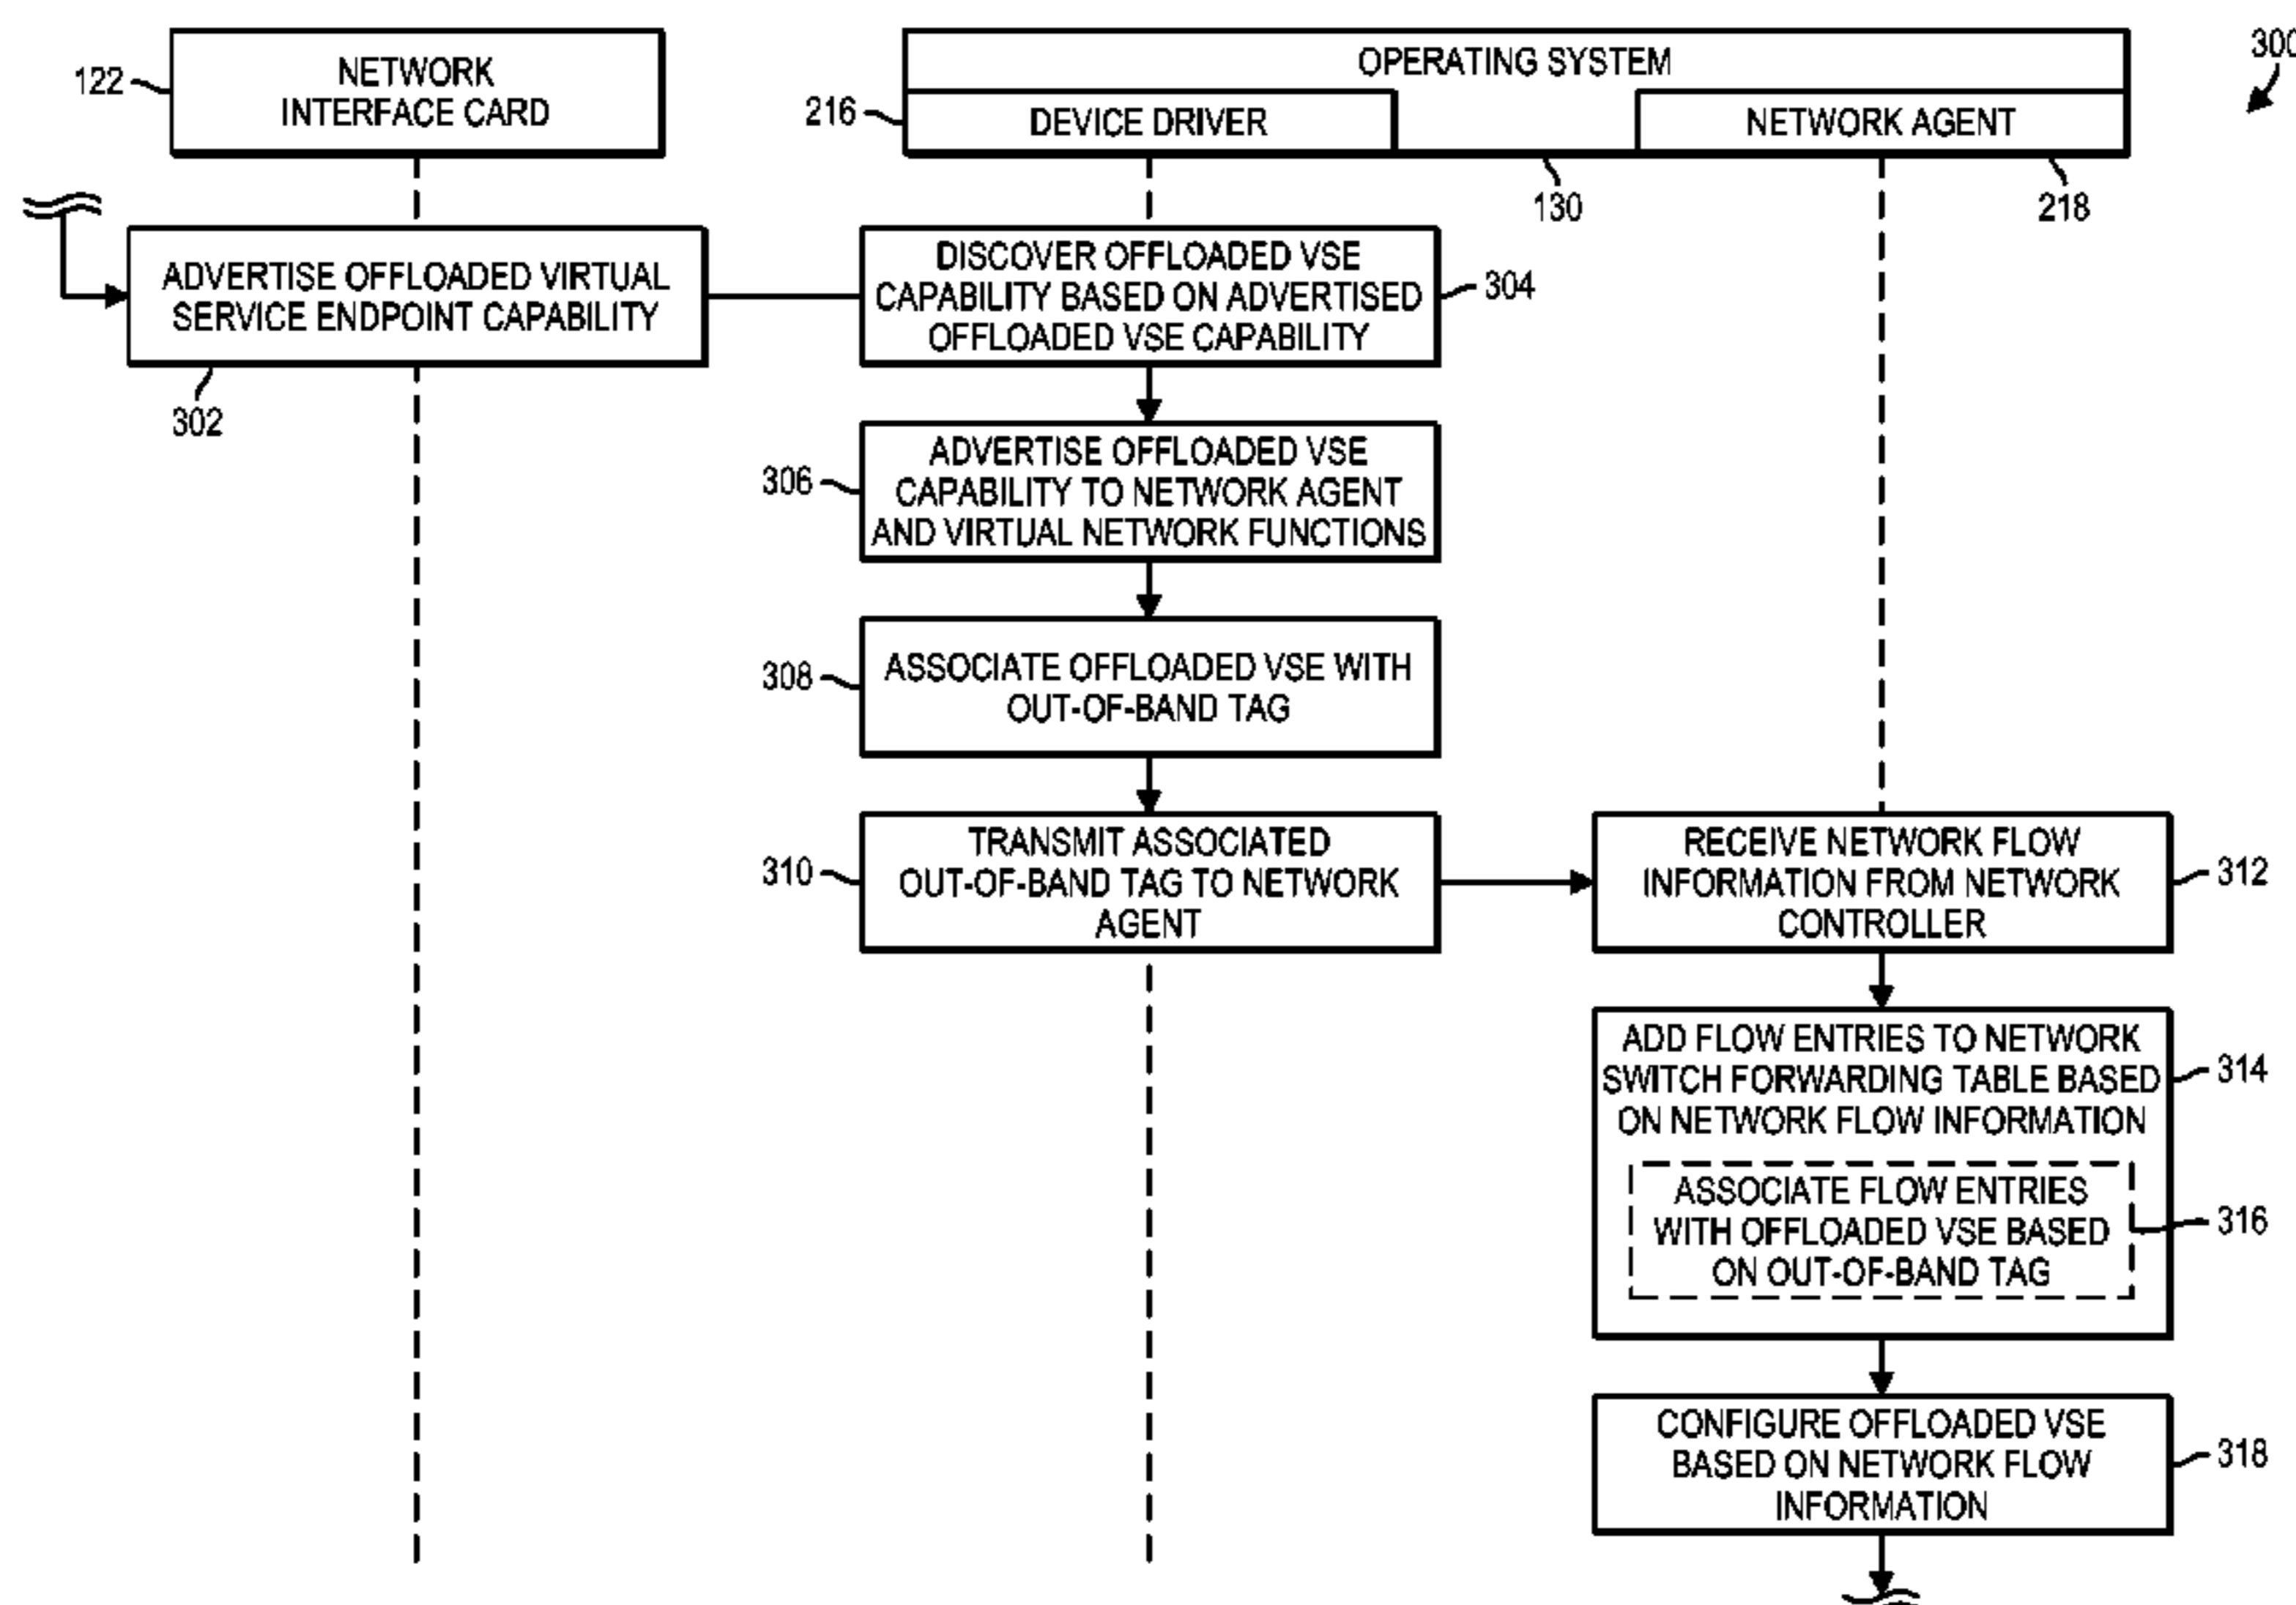 300
122
NETWORK
INTERFACE CARD
OPERATING SYSTEM
216
DEVICE DRIVER
NETWORK AGENT
130
218
ADVERTISE OFFLOADED VIRTUAL
SERVICE ENDPOINT CAPABILITY
302
DISCOVER OFFLOADED VSE
CAPABILITY BASED ON ADVERTISED
OFFLOADED VSE CAPABILITY
304
306
ADVERTISE OFFLOADED VSE
CAPABILITY TO NETWORK AGENT
AND VIRTUAL NETWORK FUNCTIONS
308
ASSOCIATE OFFLOADED VSE WITH
OUT-OF-BAND TAG
310
TRANSMIT ASSOCIATED
OUT-OF-BAND TAG TO NETWORK
AGENT
RECEIVE NETWORK FLOW
INFORMATION FROM NETWORK
CONTROLLER
312
ADD FLOW ENTRIES TO NETWORK
SWITCH FORWARDING TABLE BASED
ON NETWORK FLOW INFORMATION
314
ASSOCIATE FLOW ENTRIES
WITH OFFLOADED VSE BASED
ON OUT-OF-BAND TAG
316
CONFIGURE OFFLOADED VSE
BASED ON NETWORK FLOW
INFORMATION
318